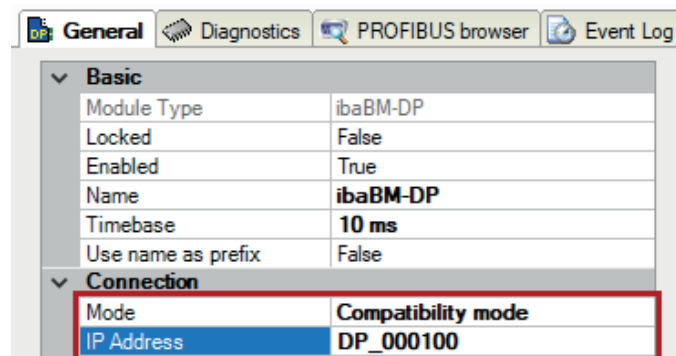 General Diagnostics PROFIBUS browser Event Log
Basic
Module Type ibaBM-DP
Locked False
Enabled True
Name ibaBM-DP
Timebase 10 ms
Use name as prefix False
Connection
Mode Compatibility mode
IP Address DP_000100